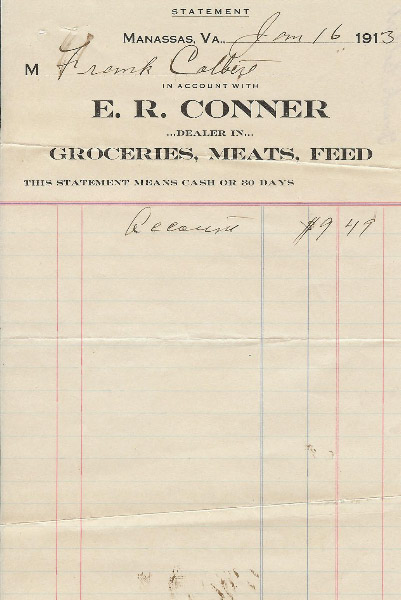 STATEMENT
MANASSAS, VA., Jan 16 1913
M Frank Colbert
IN ACCOUNT WITH
E. R. CONNER
...DEALER IN...
GROCERIES, MEATS, FEED
THIS STATEMENT MEANS CASH OR 30 DAYS
Account $9 49